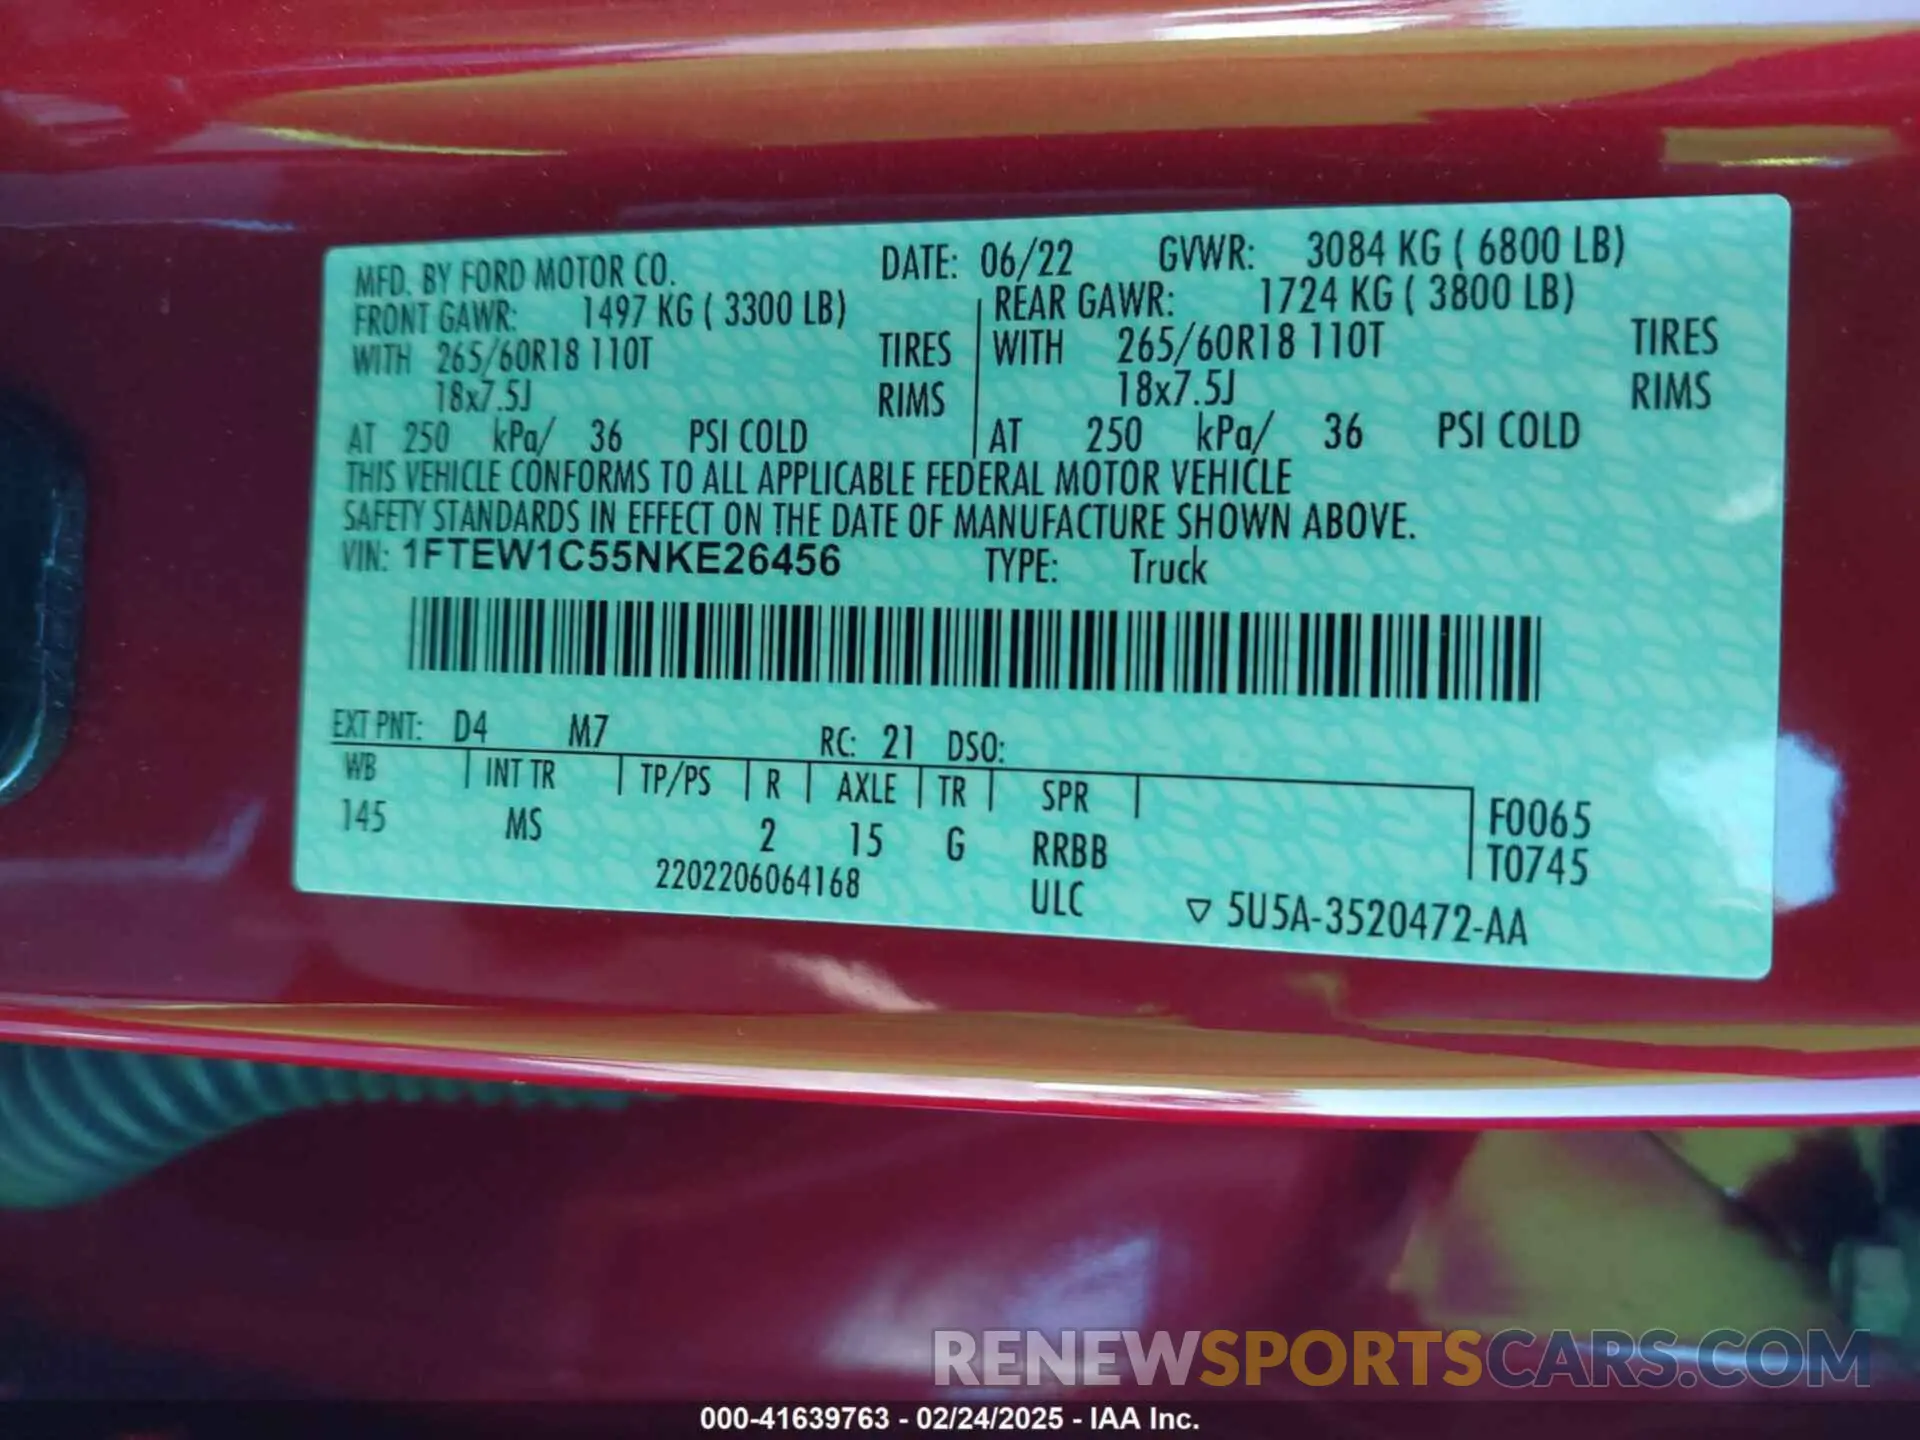 MFD. BY FORD MOTOR CO. DATE: 06/22 GVWR: 3084 KG ( 6800 LB)
FRONT GAWR: 1497 KG ( 3300 LB) REAR GAWR: 1724 KG ( 3800 LB)
WITH 265/60R18 110T TIRES WITH 265/60R18 110T TIRES
18x7.5J RIMS 18x7.5J RIMS
AT 250 kPa/ 36 PSI COLD AT 250 kPa/ 36 PSI COLD
THIS VEHICLE CONFORMS TO ALL APPLICABLE FEDERAL MOTOR VEHICLE
SAFETY STANDARDS IN EFFECT ON THE DATE OF MANUFACTURE SHOWN ABOVE.
VIN: 1FTEW1C55NKE26456 TYPE: Truck
EXT PNT: D4 M7 RC: 21 DSO:
WB INT TR TP/PS R AXLE TR SPR
145 MS 2 15 G RRBB F0065
T0745
2202206064168 ULC ▽ 5U5A-3520472-AA
RENEWSPORTSCARS.COM
000-41639763 - 02/24/2025 - IAA Inc.